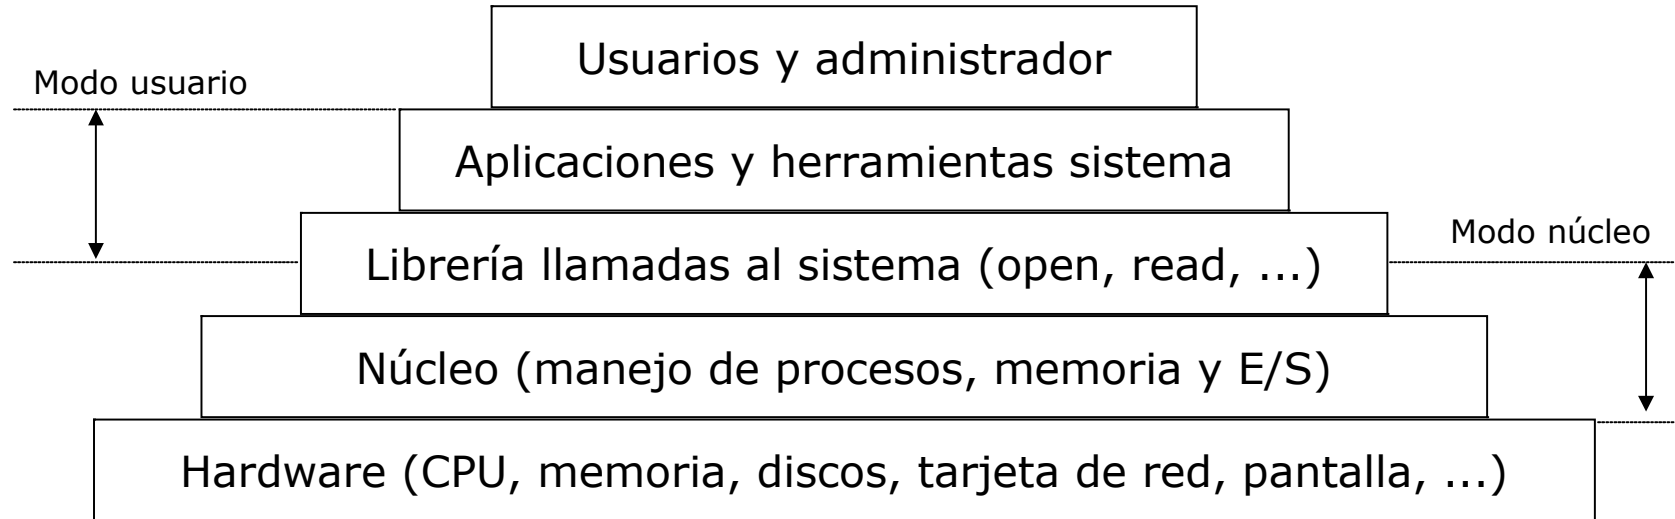 Usuarios y administrador
Modo usuario
Aplicaciones y herramientas sistema
Modo núcleo
Librería llamadas al sistema (open, read, ...)
Núcleo (manejo de procesos, memoria y E/S)
Hardware (CPU, memoria, discos, tarjeta de red, pantalla, ...)